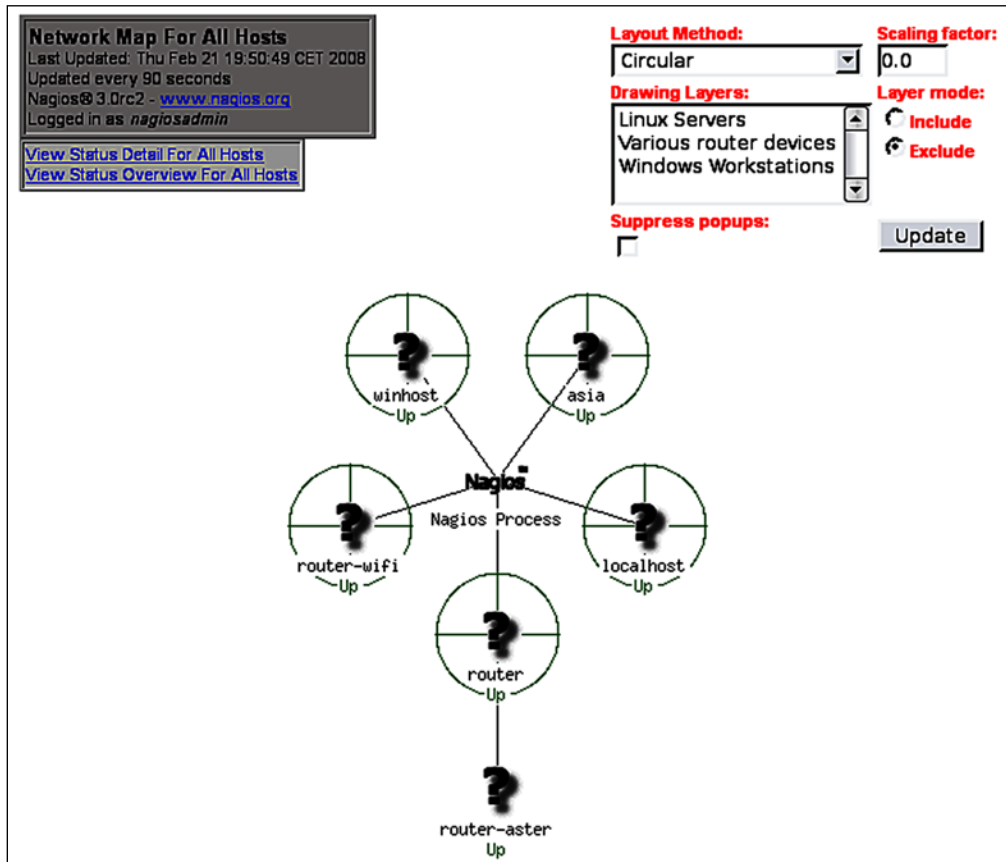 Network Map For All Hosts
Last Updated: Thu Feb 21 19:50:49 CET 2008
Updated every 90 seconds
Nagios® 3.0rc2 - www.nagios.org
Logged in as nagiosadmin
View Status Detail For All Hosts
View Status Overview For All Hosts
Layout Method:
Circular
Scaling factor:
0.0
Drawing Layers:
Linux Servers
Various router devices
Windows Workstations
Layer mode:
Include
Exclude
Suppress popups:
Update
winhost
Up
asia
Up
Nagios™
Nagios Process
router-wifi
Up
localhost
Up
router
Up
router-aster
Up